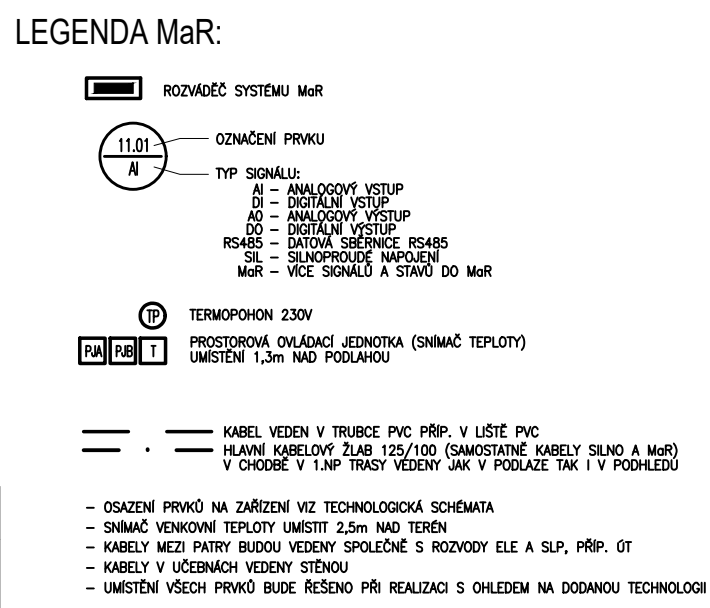 LEGENDA MaR:
ROZVÁDĚČ SYSTÉMU MaR
11.01
OZNAČENÍ PRVKU
AI
TYP SIGNÁLU:
AI – ANALOGOVÝ VSTUP
DI – DIGITÁLNÍ VSTUP
AO – ANALOGOVÝ VÝSTUP
DO – DIGITÁLNÍ VÝSTUP
RS485 – DATOVÁ SBĚRNICE RS485
SIL – SILNOPROUDÉ NAPOJENÍ
MaR – VÍCE SIGNÁLŮ A STAVŮ DO MaR
TP TERMOPOHON 230V
PJA PJB T PROSTOROVÁ OVLÁDACÍ JEDNOTKA (SNÍMAČ TEPLOTY)
UMÍSTĚNÍ 1,3m NAD PODLAHOU
KABEL VEDEN V TRUBCE PVC PŘÍP. V LIŠTĚ PVC
HLAVNÍ KABELOVÝ ŽLAB 125/100 (SAMOSTATNĚ KABELY SILNO A MaR)
V CHODBĚ V 1.NP TRASY VEDENY JAK V PODLAZE TAK I V PODHLEDU
– OSAZENÍ PRVKŮ NA ZAŘÍZENÍ VIZ TECHNOLOGICKÁ SCHÉMATA
– SNÍMAČ VENKOVNÍ TEPLOTY UMÍSTIT 2,5m NAD TERÉN
– KABELY MEZI PATRY BUDOU VEDENY SPOLEČNĚ S ROZVODY ELE A SLP, PŘÍP. ÚT
– KABELY V UČEBNÁCH VEDENY STĚNOU
– UMÍSTĚNÍ VŠECH PRVKŮ BUDE ŘEŠENO PŘI REALIZACI S OHLEDEM NA DODANOU TECHNOLOGII